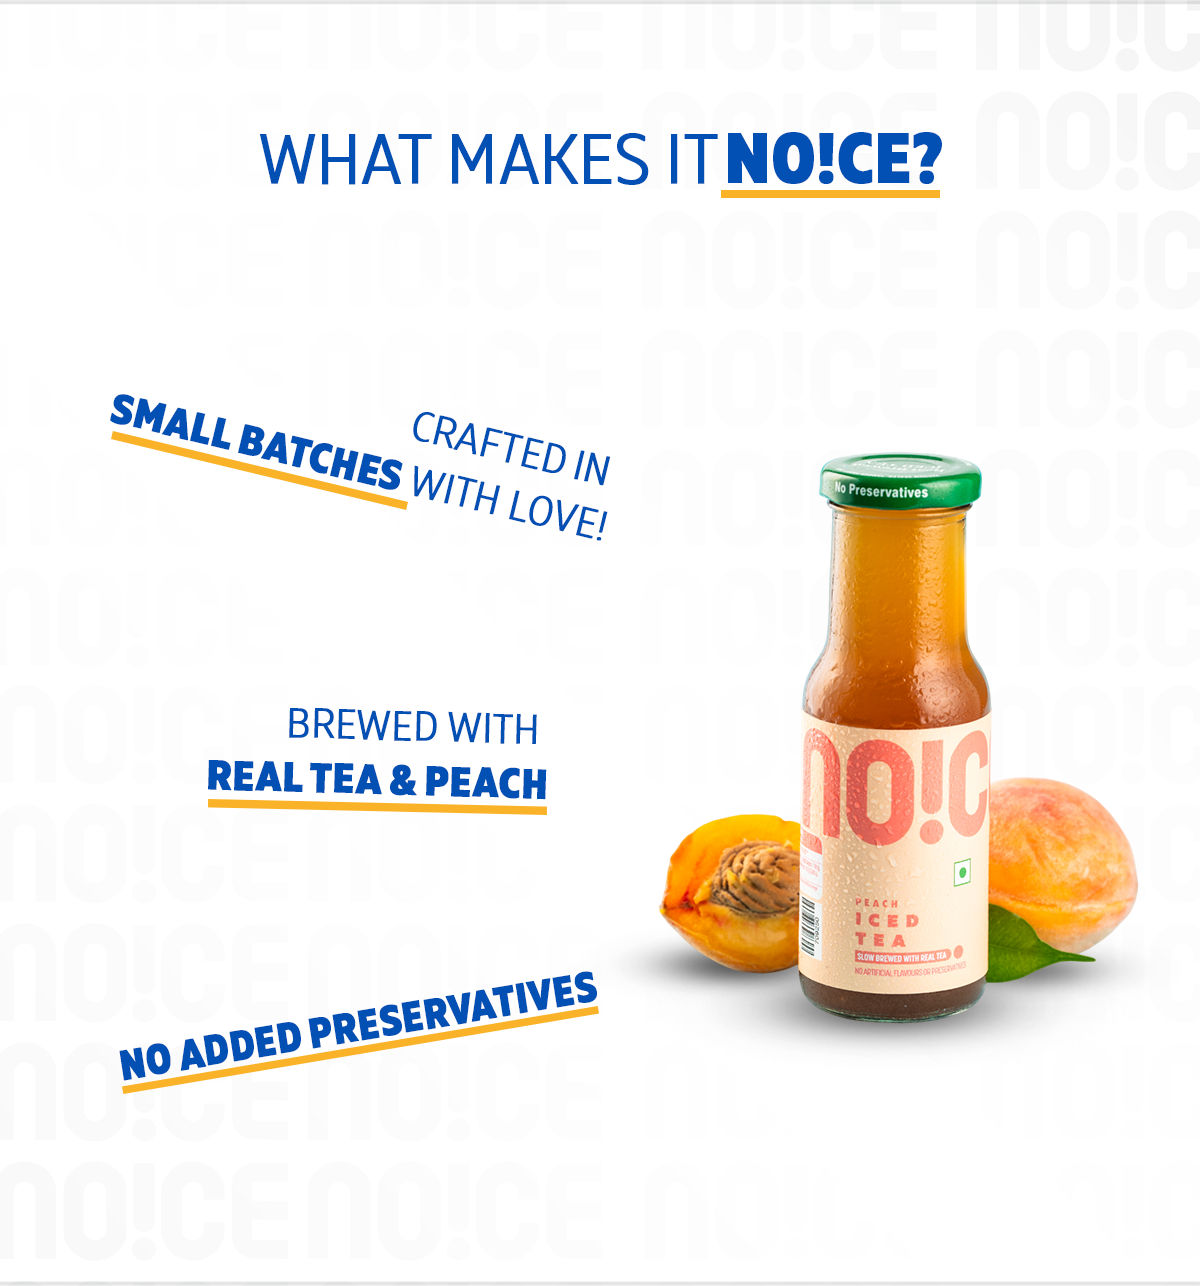 WHAT MAKES IT NO!CE?
CRAFTED IN
SMALL BATCHES WITH LOVE!
BREWED WITH
REAL TEA & PEACH
NO ADDED PRESERVATIVES
No Preservatives
no!c
PEACH
ICED
TEA
SLOW BREWED WITH REAL TEA
NO ARTIFICIAL FLAVOURS OR PRESERVATIVES